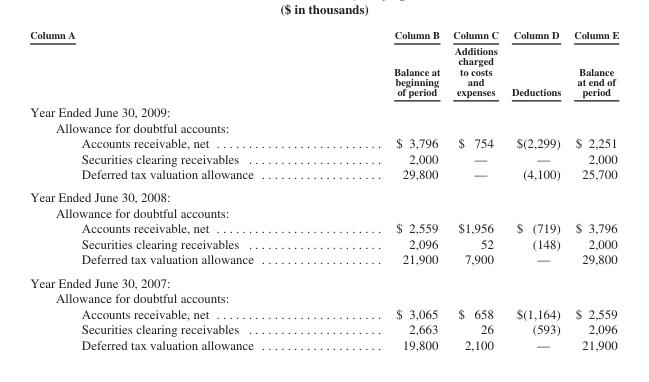 ($ in thousands)
Column A Column B Column C Column D Column E
Additions
charged
Balance at to costs Balance
beginning and at end of
of period expenses Deductions period
Year Ended June 30, 2009:
Allowance for doubtful accounts:
Accounts receivable, net . . . . . . . . . . . . . . . . . . . . . . . . . . $ 3,796 $ 754 $(2,299) $ 2,251
Securities clearing receivables . . . . . . . . . . . . . . . . . . . . . 2,000 — — 2,000
Deferred tax valuation allowance . . . . . . . . . . . . . . . . . . . 29,800 — (4,100) 25,700
Year Ended June 30, 2008:
Allowance for doubtful accounts:
Accounts receivable, net . . . . . . . . . . . . . . . . . . . . . . . . . . $ 2,559 $1,956 $ (719) $ 3,796
Securities clearing receivables . . . . . . . . . . . . . . . . . . . . . 2,096 52 (148) 2,000
Deferred tax valuation allowance . . . . . . . . . . . . . . . . . . . 21,900 7,900 — 29,800
Year Ended June 30, 2007:
Allowance for doubtful accounts:
Accounts receivable, net . . . . . . . . . . . . . . . . . . . . . . . . . . $ 3,065 $ 658 $(1,164) $ 2,559
Securities clearing receivables . . . . . . . . . . . . . . . . . . . . . 2,663 26 (593) 2,096
Deferred tax valuation allowance . . . . . . . . . . . . . . . . . . . 19,800 2,100 — 21,900